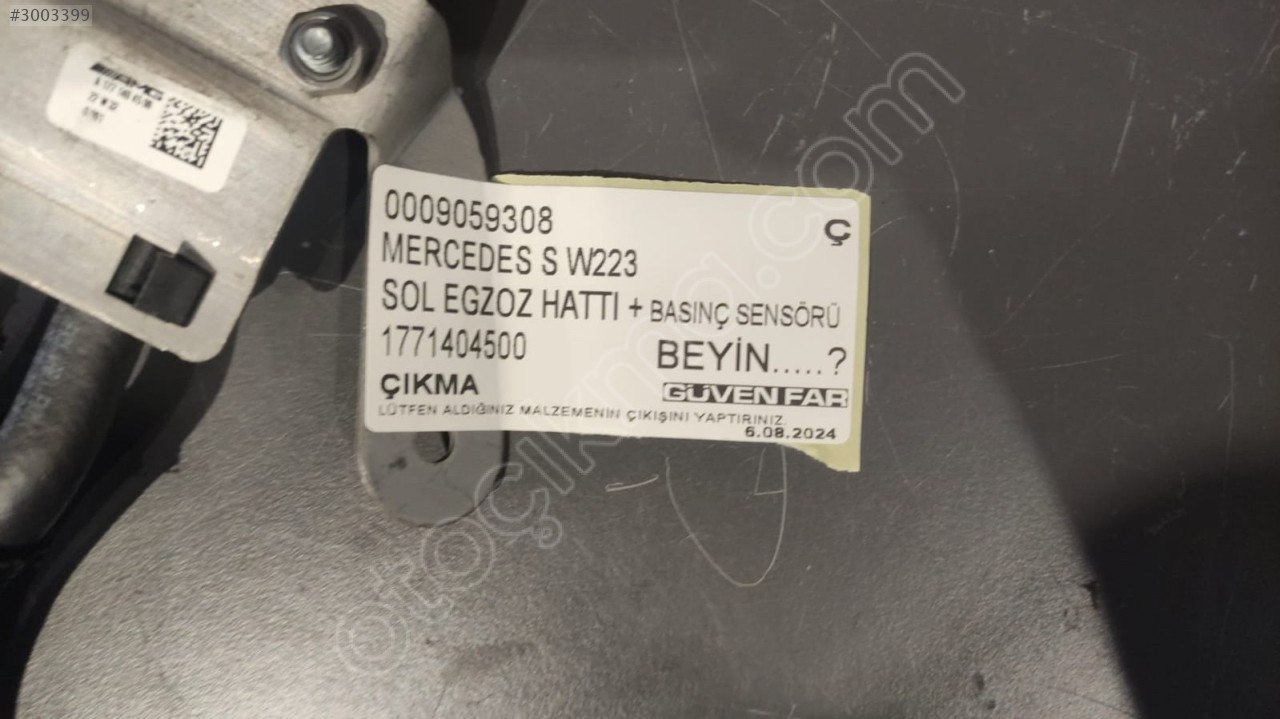 #3003399
AMG
0009059308
Ç
MERCEDES S W223
SOL EGZOZ HATTI + BASINÇ SENSÖRÜ
1771404500
BEYİN.....?
ÇIKMA
GÜVEN FAR
LÜTFEN ALDIĞINIZ MALZEMENİN ÇIKIŞINI YAPTIRINIZ.
6.08.2024
otoçıkma.com